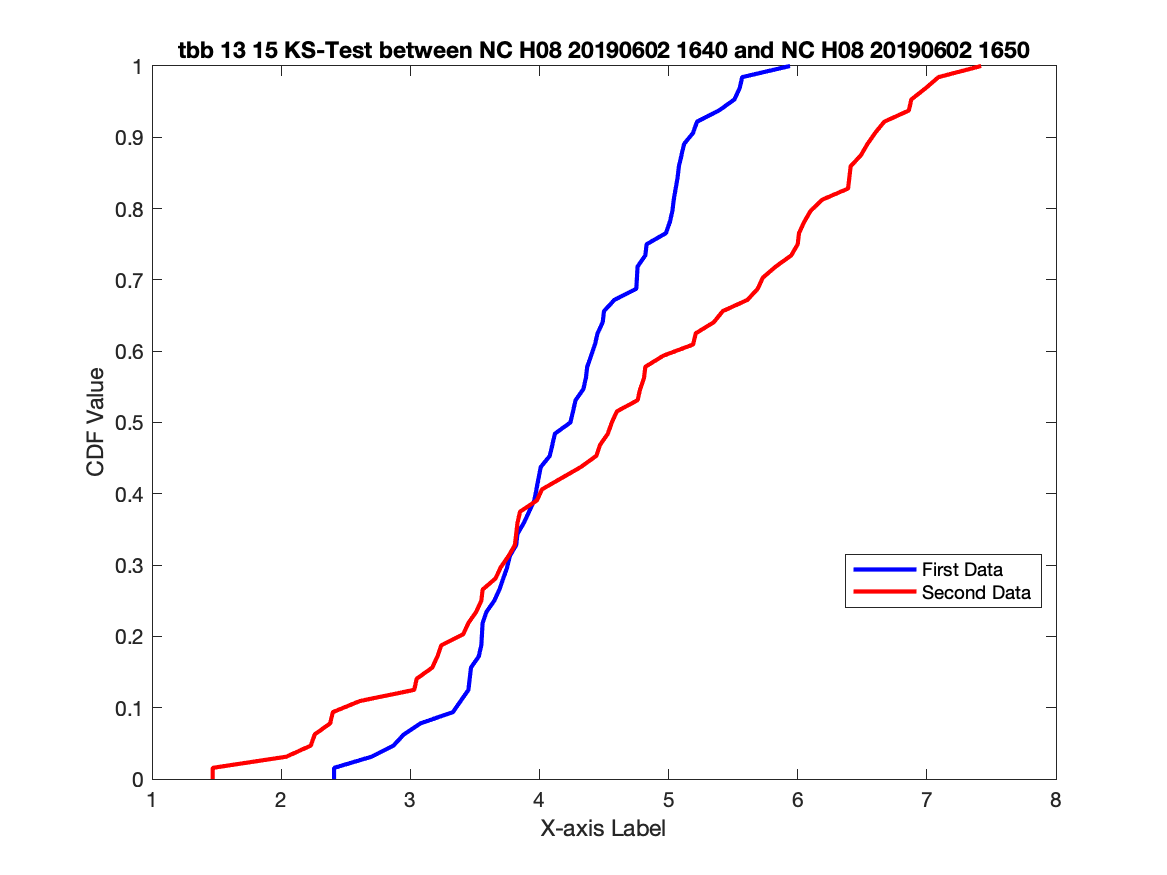 tbb 13 15 KS-Test between NC H08 20190602 1640 and NC H08 20190602 1650
1
0.9
0.8
0.7
0.6
0.5
0.4
0.3
0.2
0.1
0
CDF Value
First Data
Second Data
1 2 3 4 5 6 7 8
X-axis Label